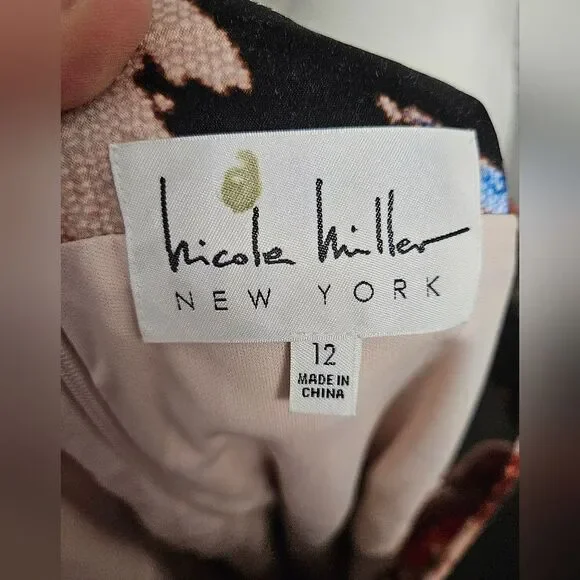 nicole miller
NEW YORK
12
MADE IN
CHINA